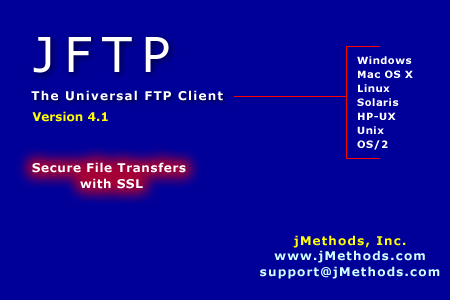 JFTP
The Universal FTP Client
Version 4.1
Windows
Mac OS X
Linux
Solaris
HP-UX
Unix
OS/2
Secure File Transfers
with SSL
jMethods, Inc.
www.jMethods.com
support@jMethods.com